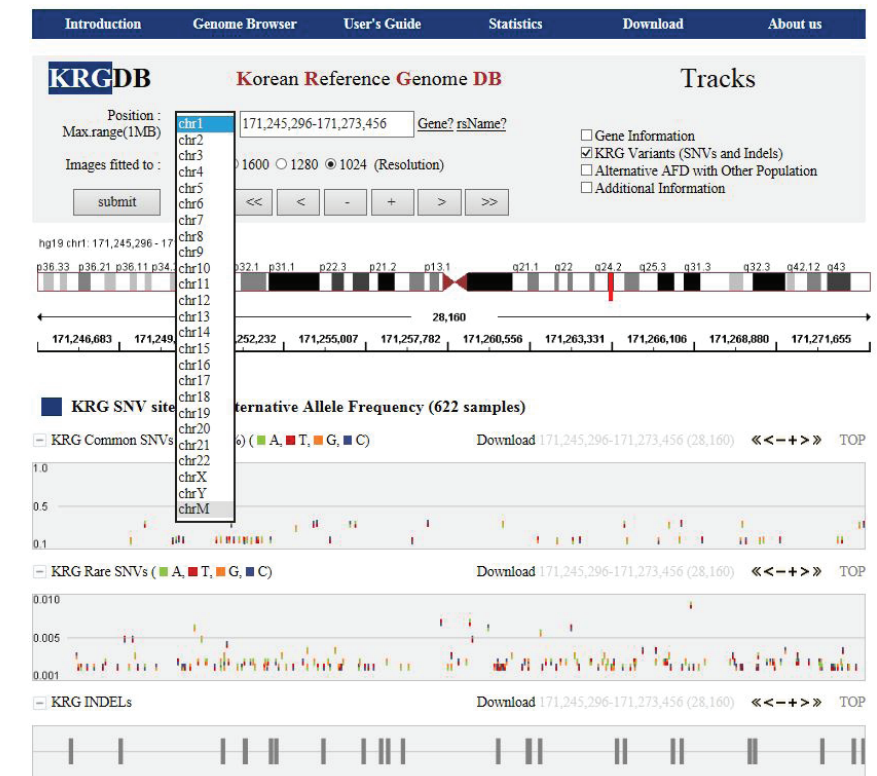 Introduction Genome Browser User's Guide Statistics Download About us
KRGDB Korean Reference Genome DB Tracks
Position :
Max.range(1MB)
171,245,296-171,273,456 Gene? rsName?
Images fitted to :
1600 1280 1024 (Resolution)
submit << < - + > >>
chr1
chr2
chr3
chr4
chr5
chr6
chr7
chr8
chr9
chr10
chr11
chr12
chr13
chr14
chr15
chr16
chr17
chr18
chr19
chr20
chr21
chr22
chrX
chrY
chrM
Gene Information
KRG Variants (SNVs and Indels)
Alternative AFD with Other Population
Additional Information
hg19 chr1: 171,245,296 - 17
p36.33 p36.21 p36.11 p34. p32.1 p31.1 p22.3 p21.2 p13.1 q21.1 q22 q24.2 q25.3 q31.3 q32.3 q42.12 q43
28,160
171,246,683 171,249, ,252,232 171,255,007 171,257,782 171,260,556 171,263,331 171,266,106 171,268,880 171,271,655
KRG SNV site ternative Allele Frequency (622 samples)
KRG Common SNVs %) ( A, T, G, C) Download 171,245,296-171,273,456 (28,160) ≪ < − + > ≫ TOP
1.0
0.5
0.1
KRG Rare SNVs ( A, T, G, C) Download 171,245,296-171,273,456 (28,160) ≪ < − + > ≫ TOP
0.010
0.005
0.001
KRG INDELs Download 171,245,296-171,273,456 (28,160) ≪ < − + > ≫ TOP